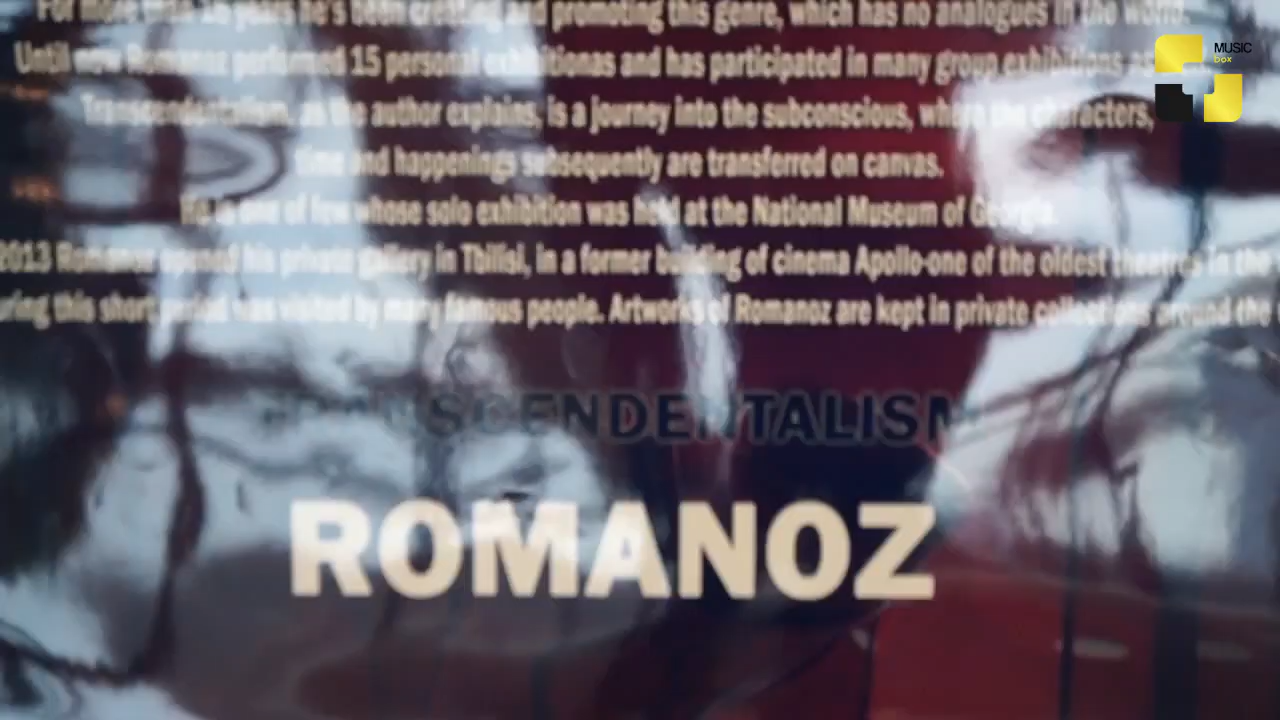 For more than years he's been creating and promoting this genre, which has no analogues in the world.
Until now Romanoz performed 15 personal exhibitionas and has participated in many group exhibitions as
Transcendentalism, as the author explains, is a journey into the subconscious, where the characters,
time and happenings subsequently are transferred on canvas.
He is one of few whose solo exhibition was held at the National Museum of Georgia.
2013 Romanoz opened his private gallery in Tbilisi, in a former building of cinema Apollo-one of the oldest theatres in the
uring this short period was visited by many famous people. Artworks of Romanoz are kept in private collections around the
TRANSCENDENTALISM
ROMANOZ
MUSIC
box